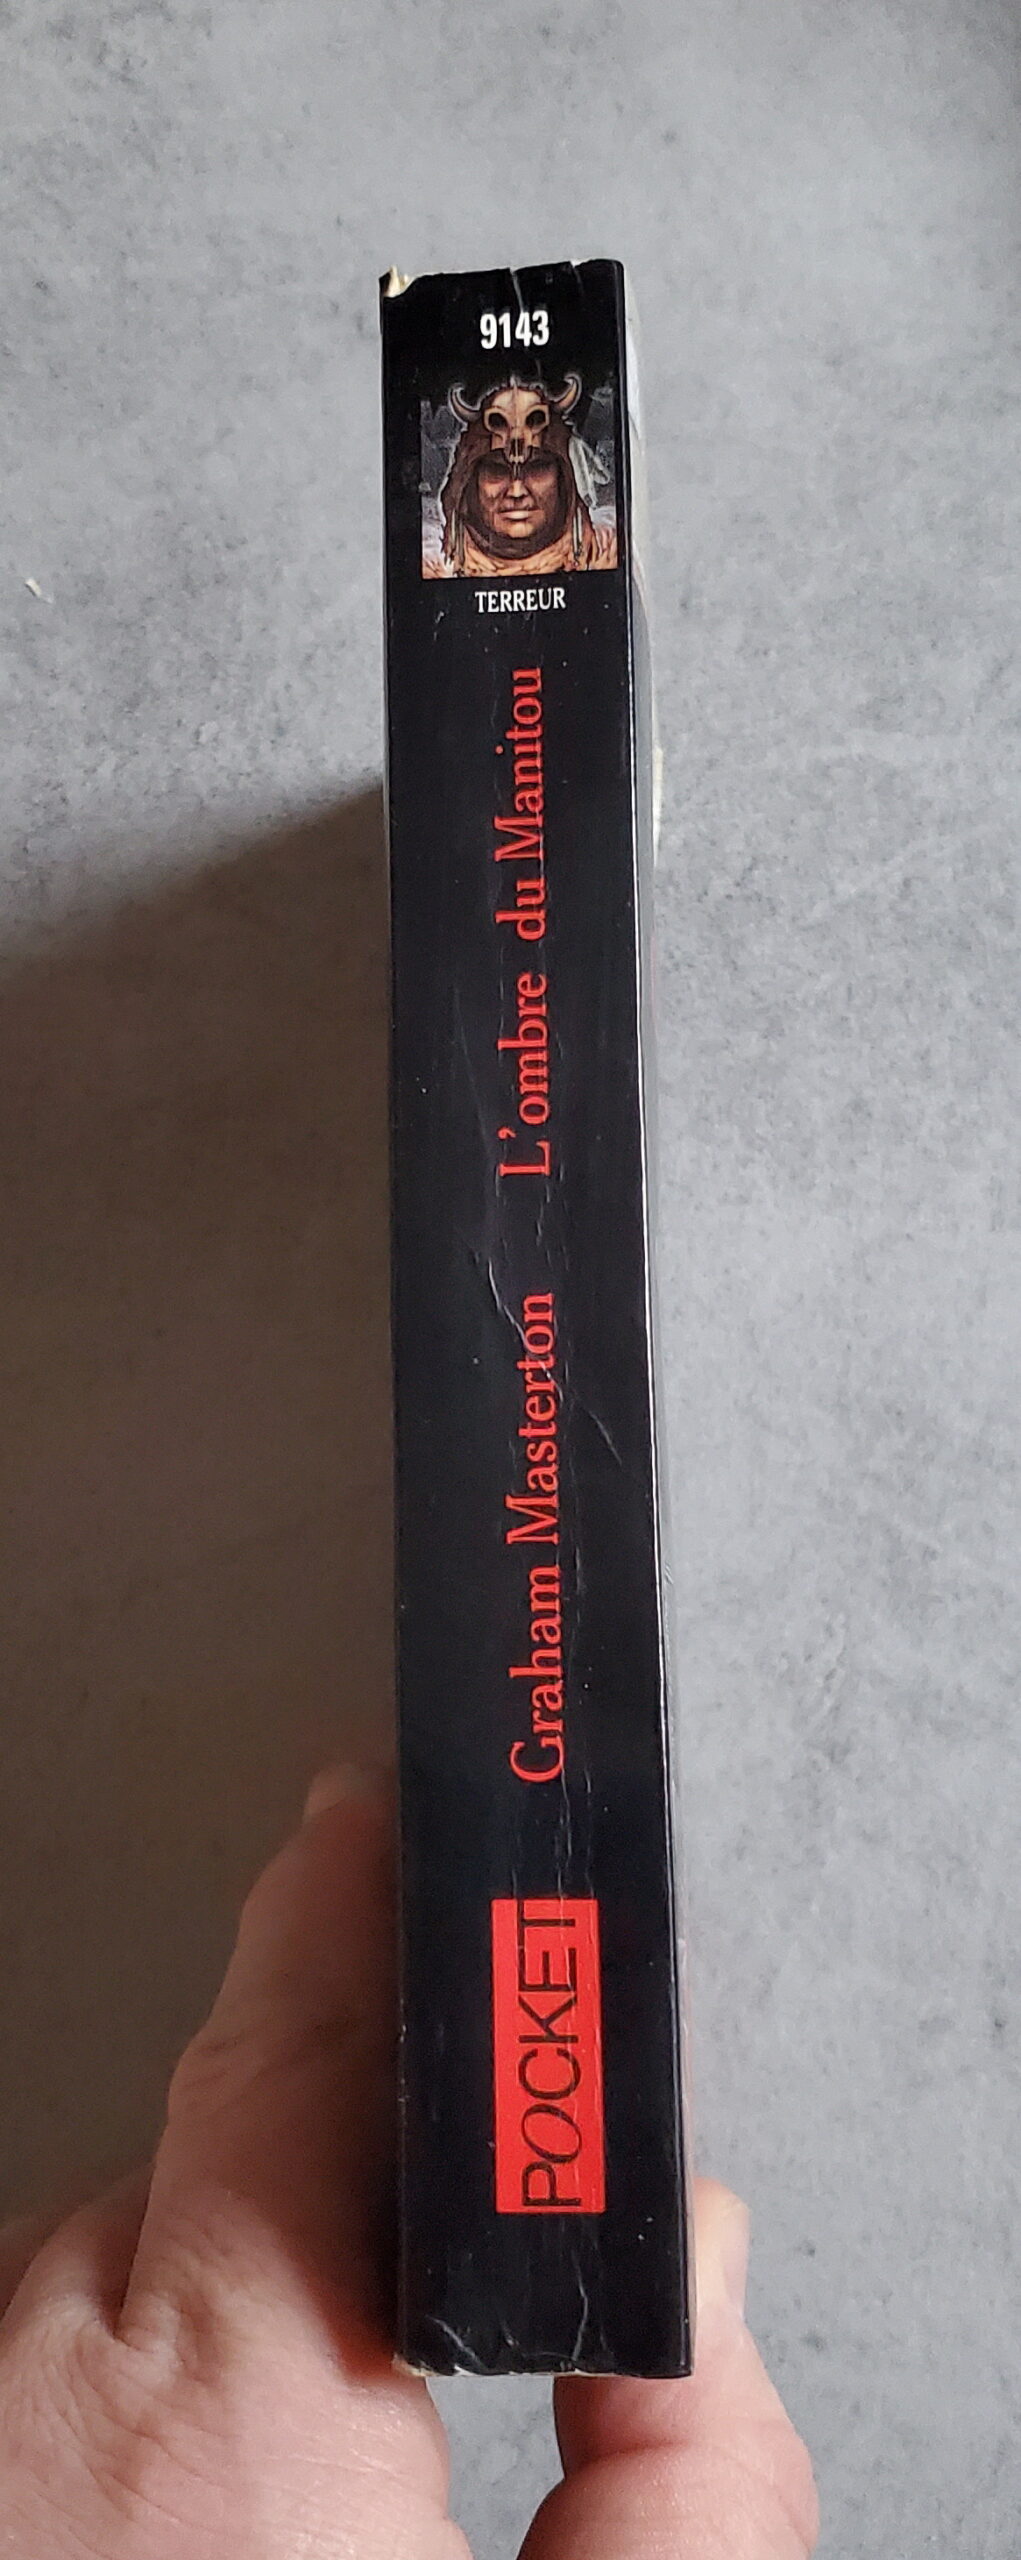 9143
TERREUR
Graham Masterton L'ombre du Manitou
POCKET